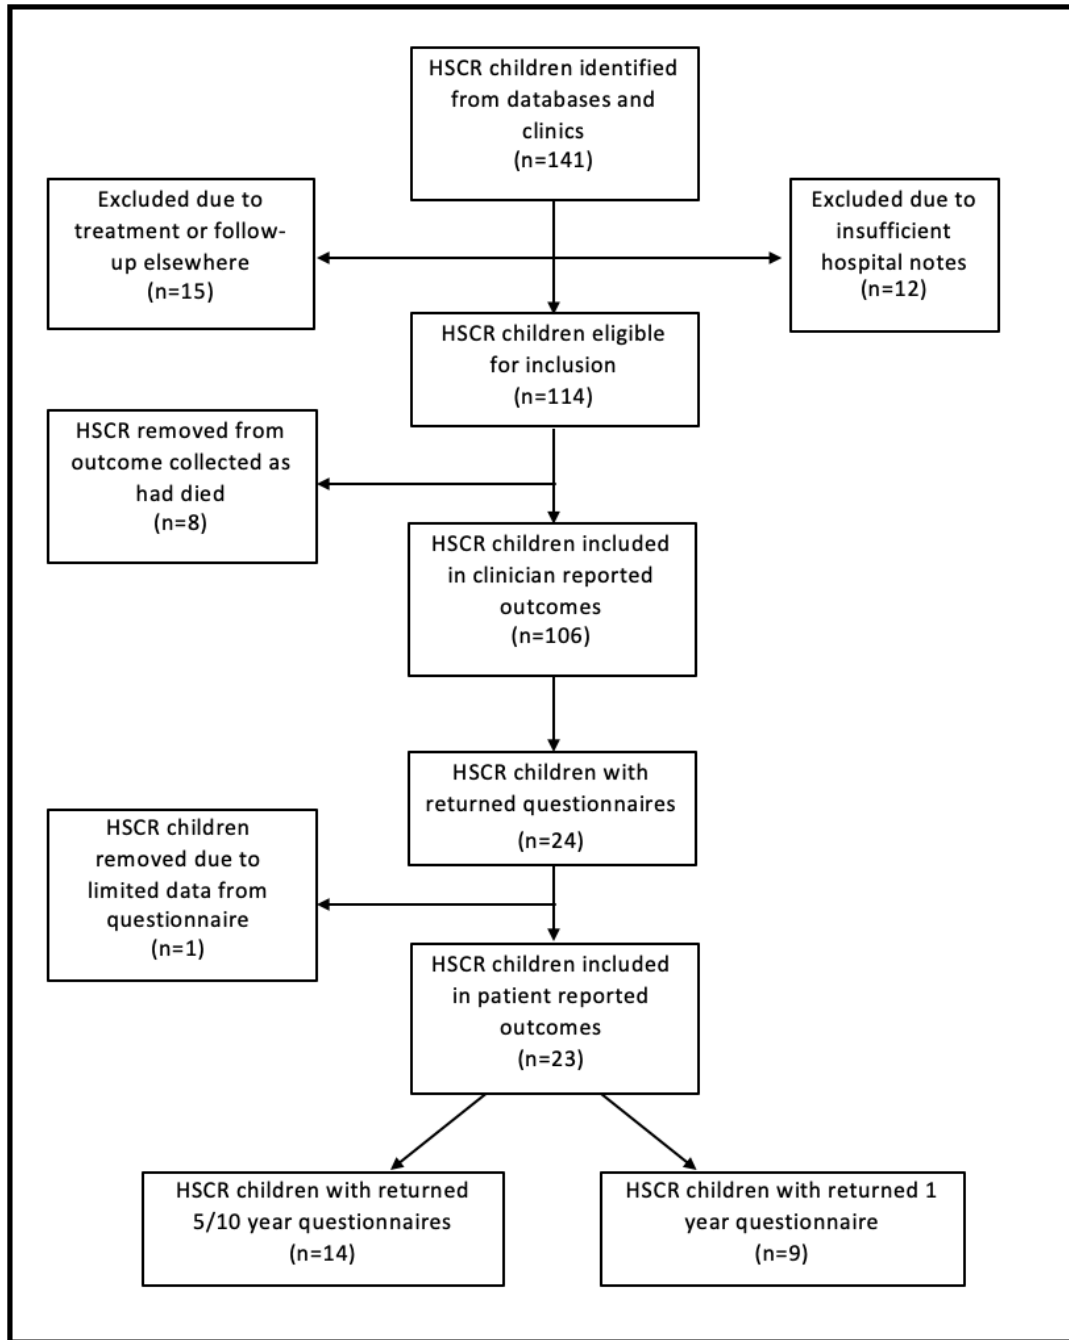 HSCR children identified
from databases and
clinics
(n=141)
Excluded due to
treatment or follow-
up elsewhere
(n=15)
Excluded due to
insufficient
hospital notes
(n=12)
HSCR children eligible
for inclusion
(n=114)
HSCR removed from
outcome collected as
had died
(n=8)
HSCR children included
in clinician reported
outcomes
(n=106)
HSCR children with
returned questionnaires
(n=24)
HSCR children
removed due to
limited data from
questionnaire
(n=1)
HSCR children included
in patient reported
outcomes
(n=23)
HSCR children with returned
5/10 year questionnaires
(n=14)
HSCR children with returned 1
year questionnaire
(n=9)